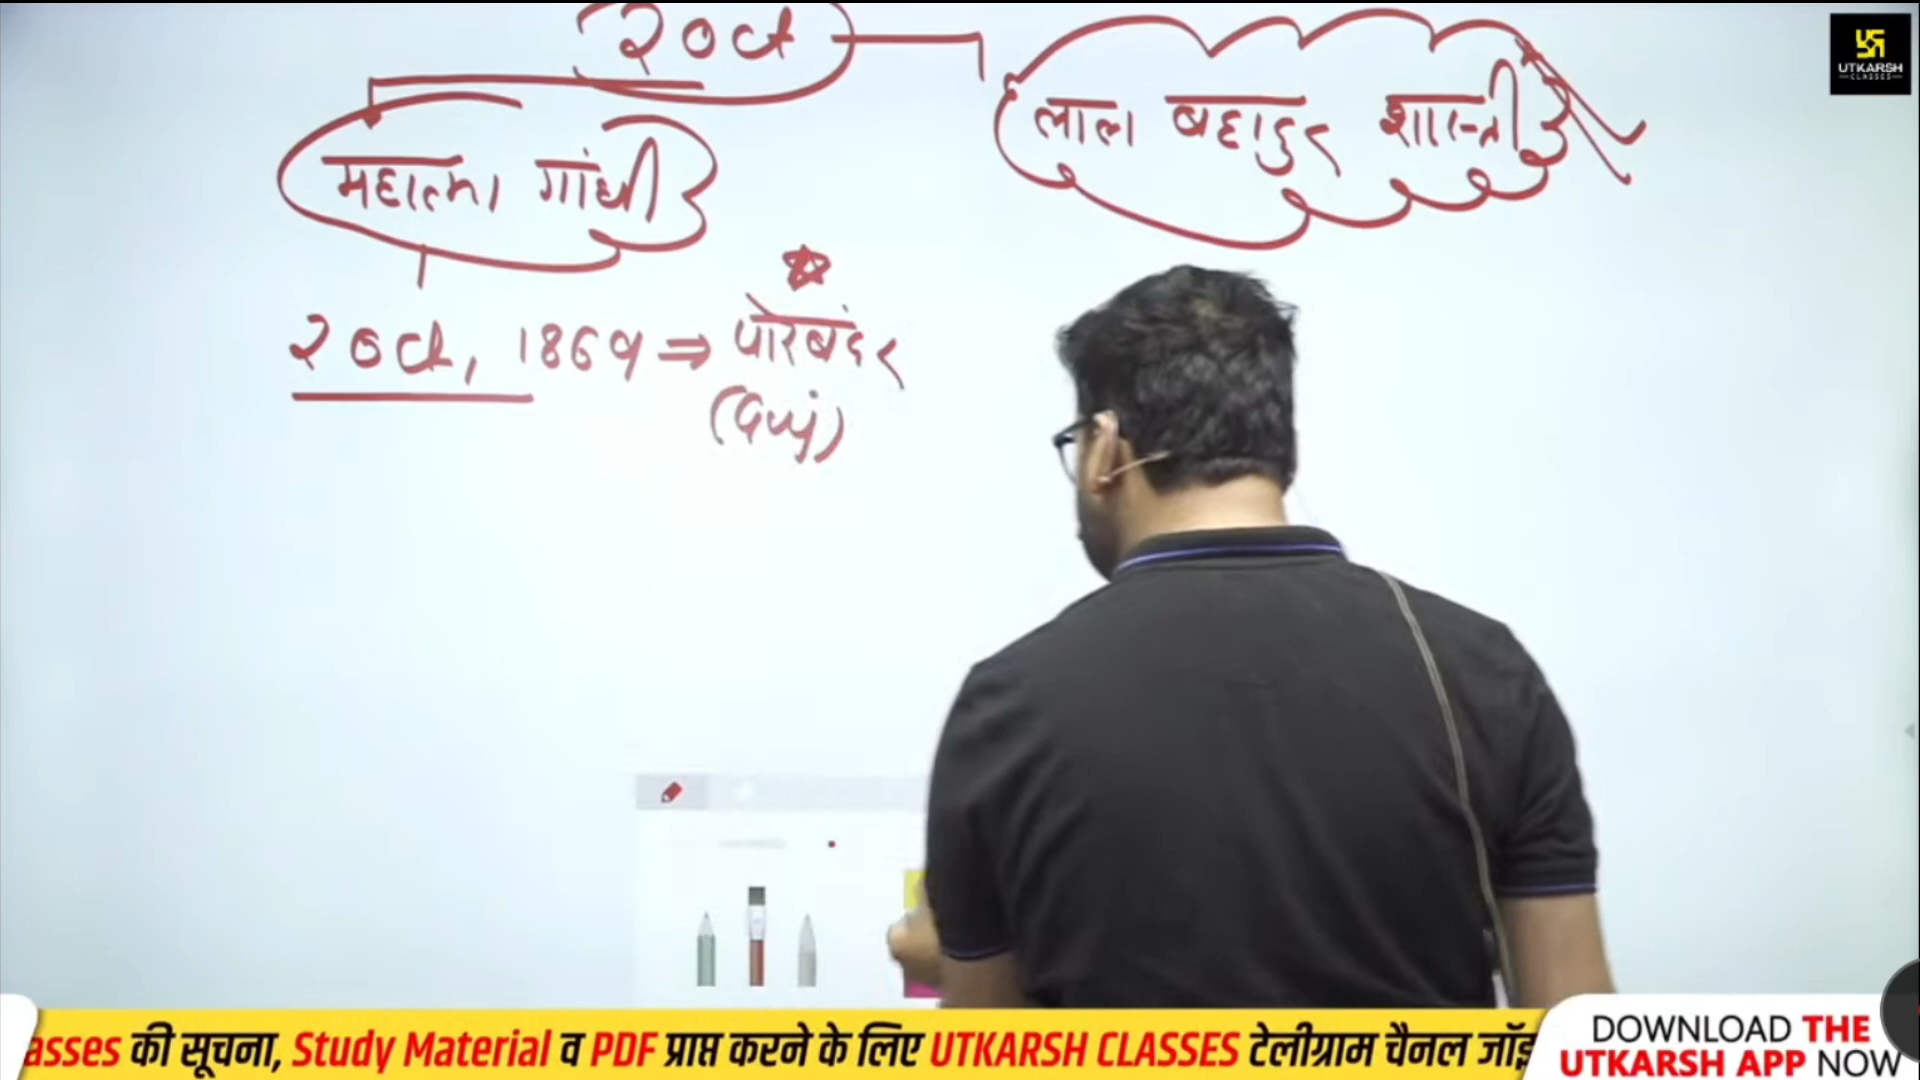 2 Oct
UTKARSH
CLASSES
लाल बहादुर शास्त्री
महात्मा गांधी
2 Oct, 1869 ⇒ पोरबंदर
(Guj)
asses की सूचना, Study Material व PDF प्राप्त करने के लिए UTKARSH CLASSES टेलीग्राम चैनल जॉइ
DOWNLOAD THE
UTKARSH APP NOW